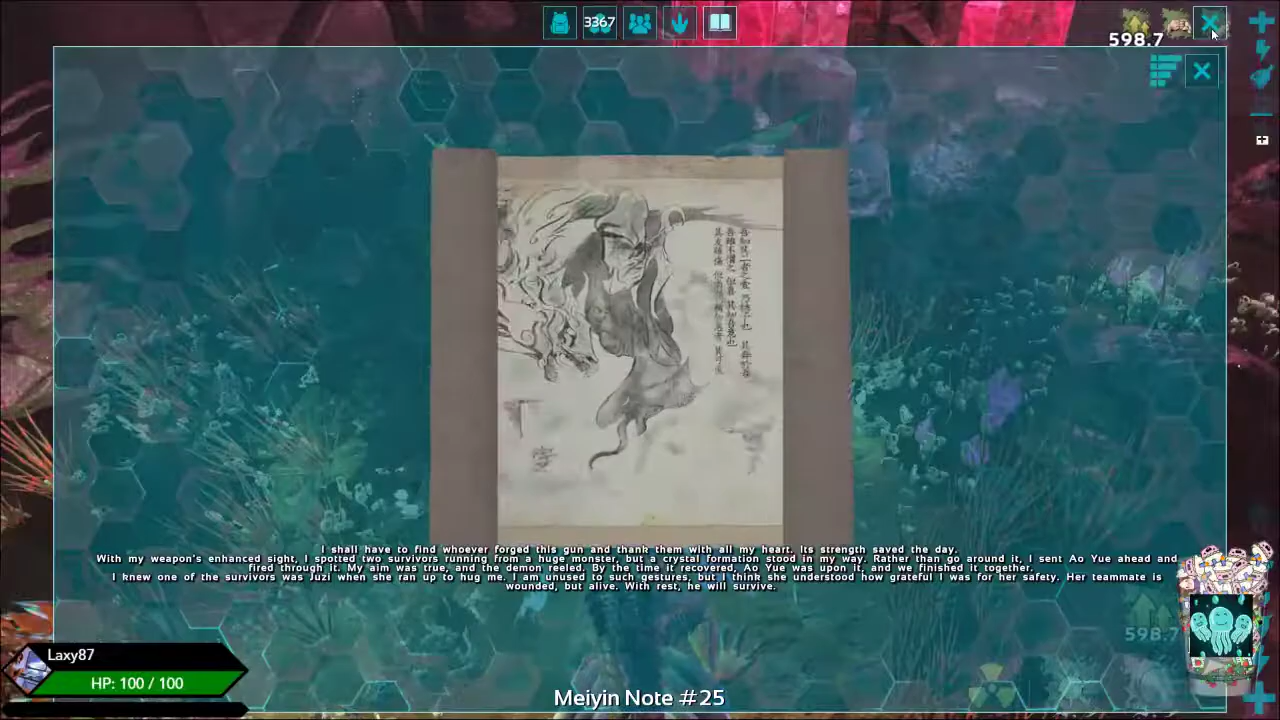 3367
598.7
I shall have to find whoever forged this gun and thank them with all my heart. Its strength saved the day.
With my weapon's enhanced sight, I spotted two survivors running from a huge monster, but a crystal formation stood in my way. Rather than go around it, I sent Ao Yue ahead and
fired through it. My aim was true, and the demon reeled. By the time it recovered, Ao Yue was upon it, and we finished it together.
I knew one of the survivors was Juzi when she ran up to hug me. I am unused to such gestures, but I think she understood how grateful I was for her safety. Her teammate is
wounded, but alive. With rest, he will survive.
598.7
Laxy87
HP: 100 / 100
Meiyin Note #25